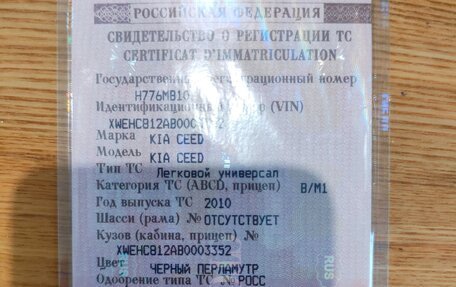 РОССИЙСКАЯ ФЕДЕРАЦИЯ
СВИДЕТЕЛЬСТВО О РЕГИСТРАЦИИ ТС
CERTIFICAT D'IMMATRICULATION
Государственный регистрационный номер
Идентификационный номер (VIN)
Марка KIA CEED
Модель KIA CEED
Тип ТС Легковой универсал
Категория ТС (ABCD, прицеп) B/M1
Год выпуска ТС 2010
Шасси (рама) № ОТСУТСТВУЕТ
Кузов (кабина, прицеп) №
XWEHC812AB0003352
Цвет ЧЕРНЫЙ ПЕРЛАМУТР
Одобрение типа ТС № РОСС
RUS